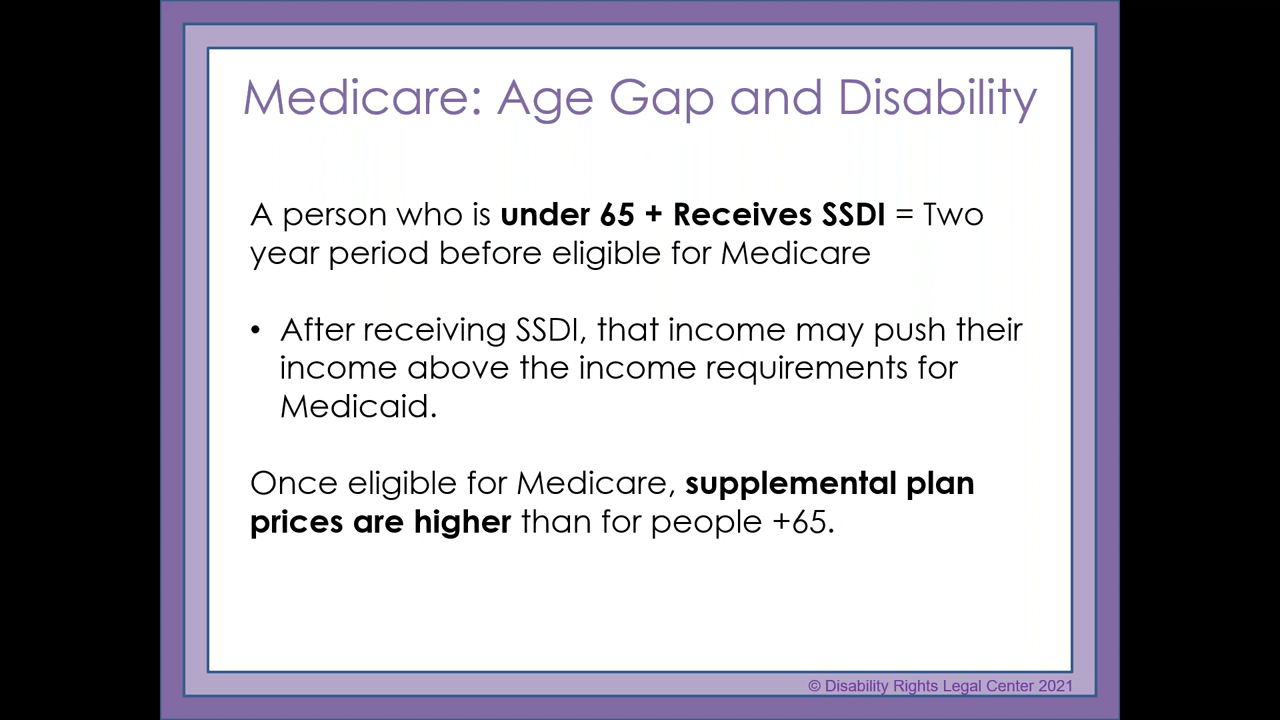 Medicare: Age Gap and Disability
A person who is under 65 + Receives SSDI = Two
year period before eligible for Medicare
• After receiving SSDI, that income may push their
income above the income requirements for
Medicaid.
Once eligible for Medicare, supplemental plan
prices are higher than for people +65.
© Disability Rights Legal Center 2021